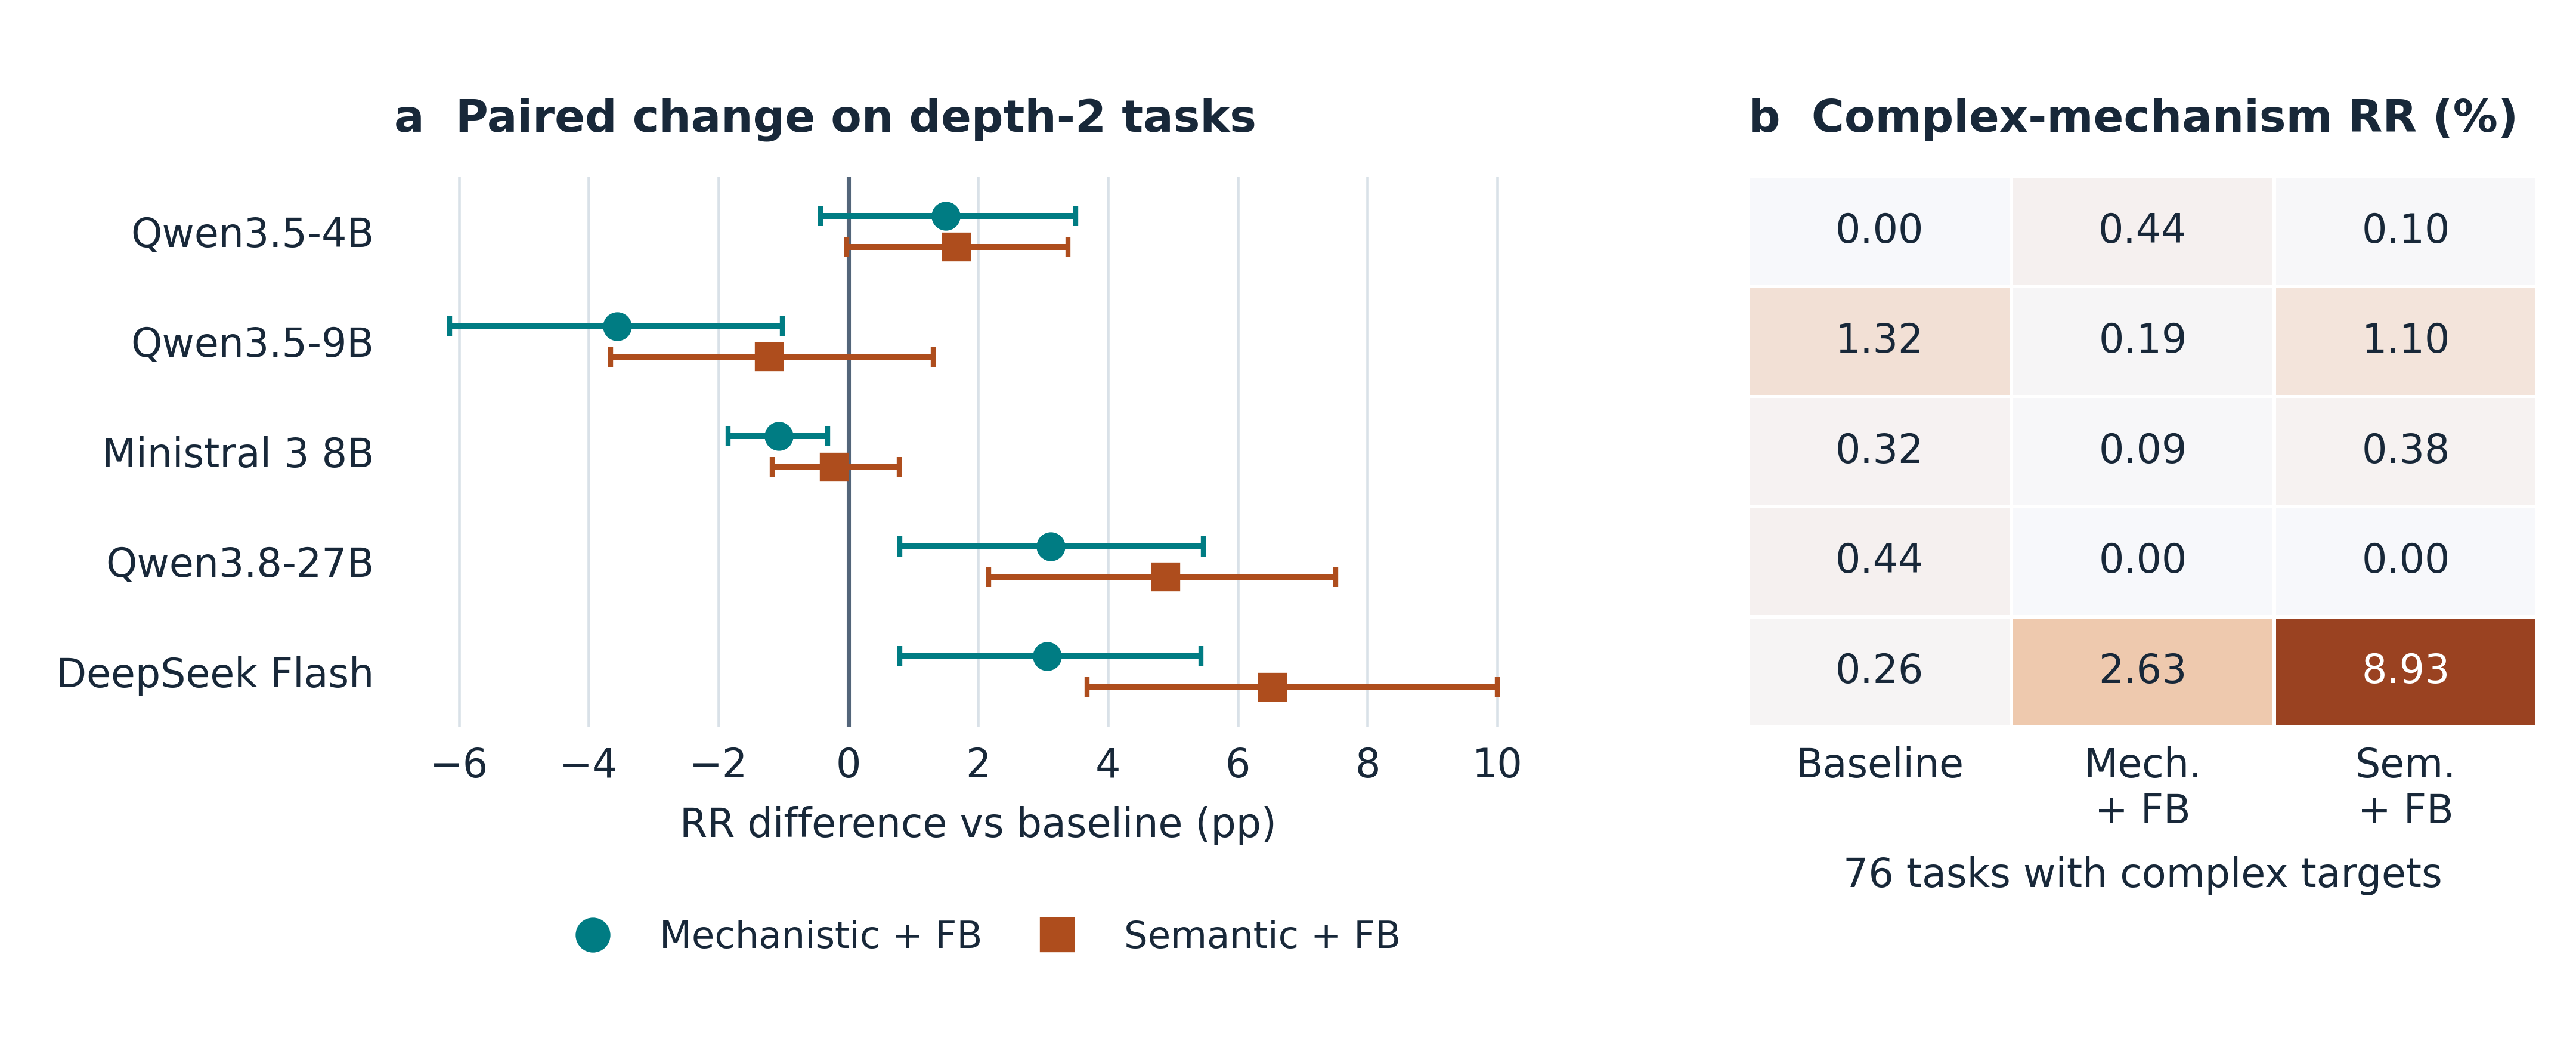 a Paired change on depth-2 tasks
Qwen3.5-4B
Qwen3.5-9B
Ministral 3 8B
Qwen3.8-27B
DeepSeek Flash
−6 −4 −2 0 2 4 6 8 10
RR difference vs baseline (pp)
Mechanistic + FB Semantic + FB
b Complex-mechanism RR (%)
0.00 0.44 0.10
1.32 0.19 1.10
0.32 0.09 0.38
0.44 0.00 0.00
0.26 2.63 8.93
Baseline Mech. Sem.
+ FB + FB
76 tasks with complex targets